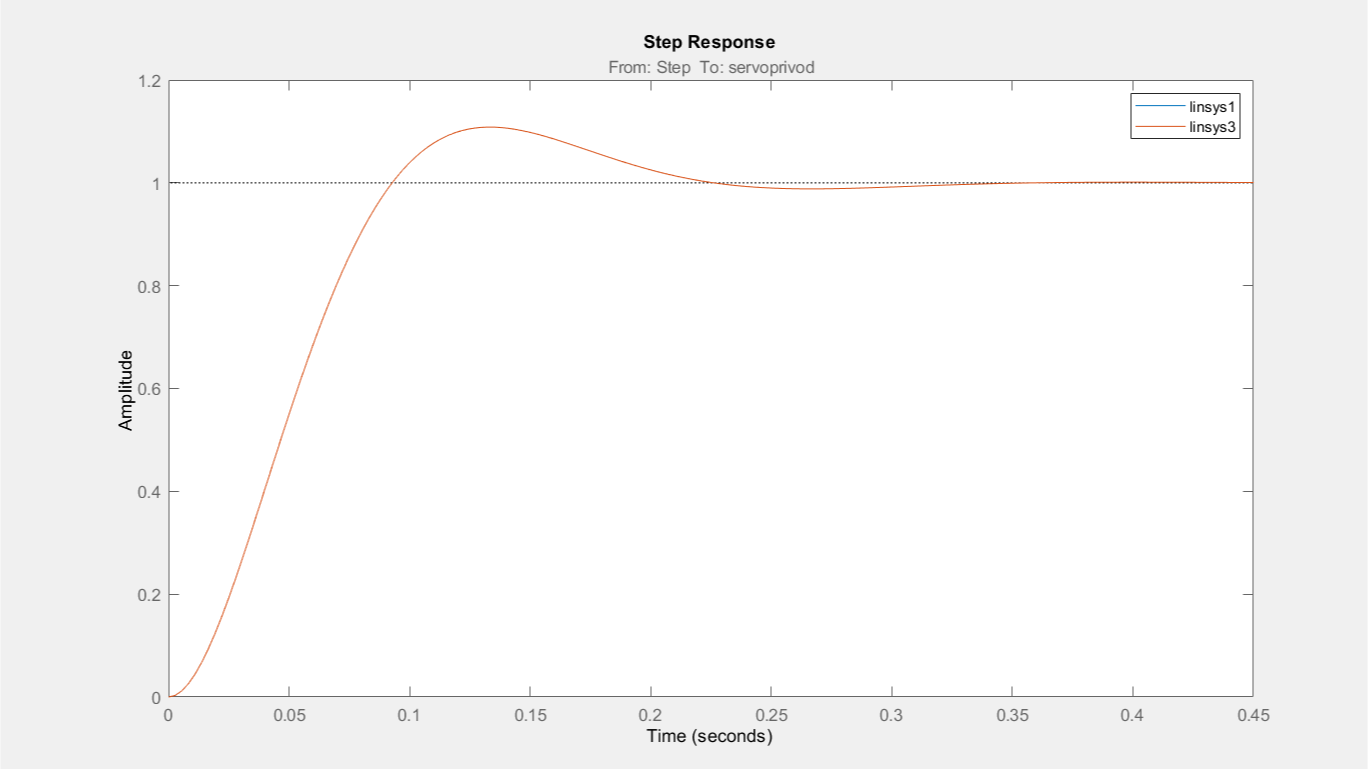 Step Response
From: Step To: servoprivod
linsys1
linsys3
1.2
1
0.8
0.6
0.4
0.2
0
Amplitude
0 0.05 0.1 0.15 0.2 0.25 0.3 0.35 0.4 0.45
Time (seconds)